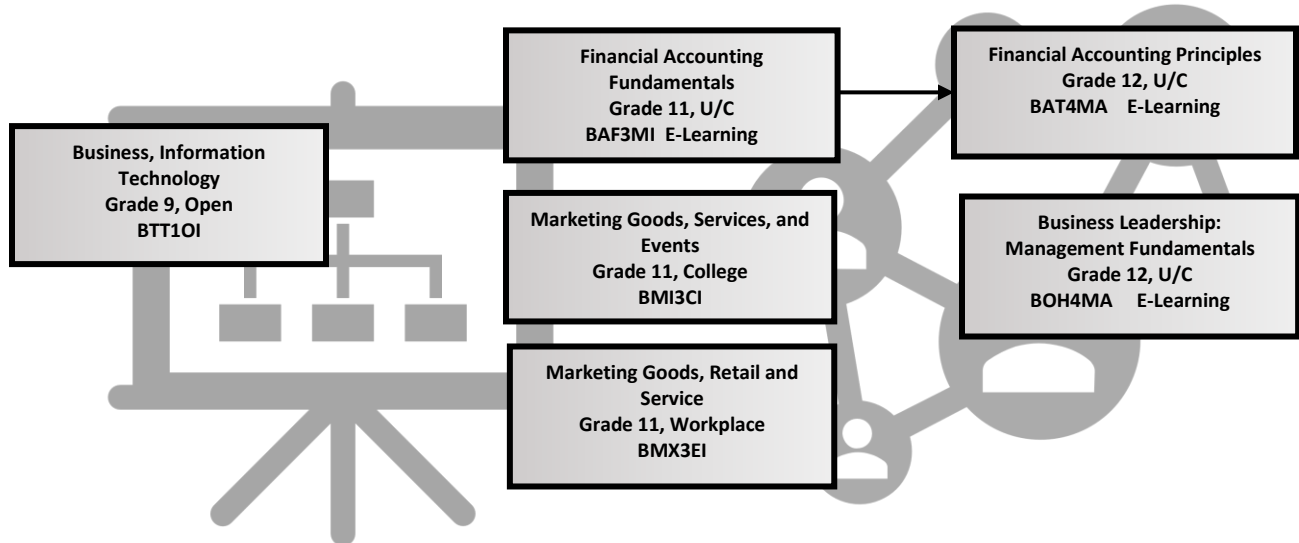 Business, Information
Technology
Grade 9, Open
BTT1OI
Financial Accounting
Fundamentals
Grade 11, U/C
BAF3MI E-Learning
Marketing Goods, Services, and
Events
Grade 11, College
BMI3CI
Marketing Goods, Retail and
Service
Grade 11, Workplace
BMX3EI
Financial Accounting Principles
Grade 12, U/C
BAT4MA E-Learning
Business Leadership:
Management Fundamentals
Grade 12, U/C
BOH4MA E-Learning